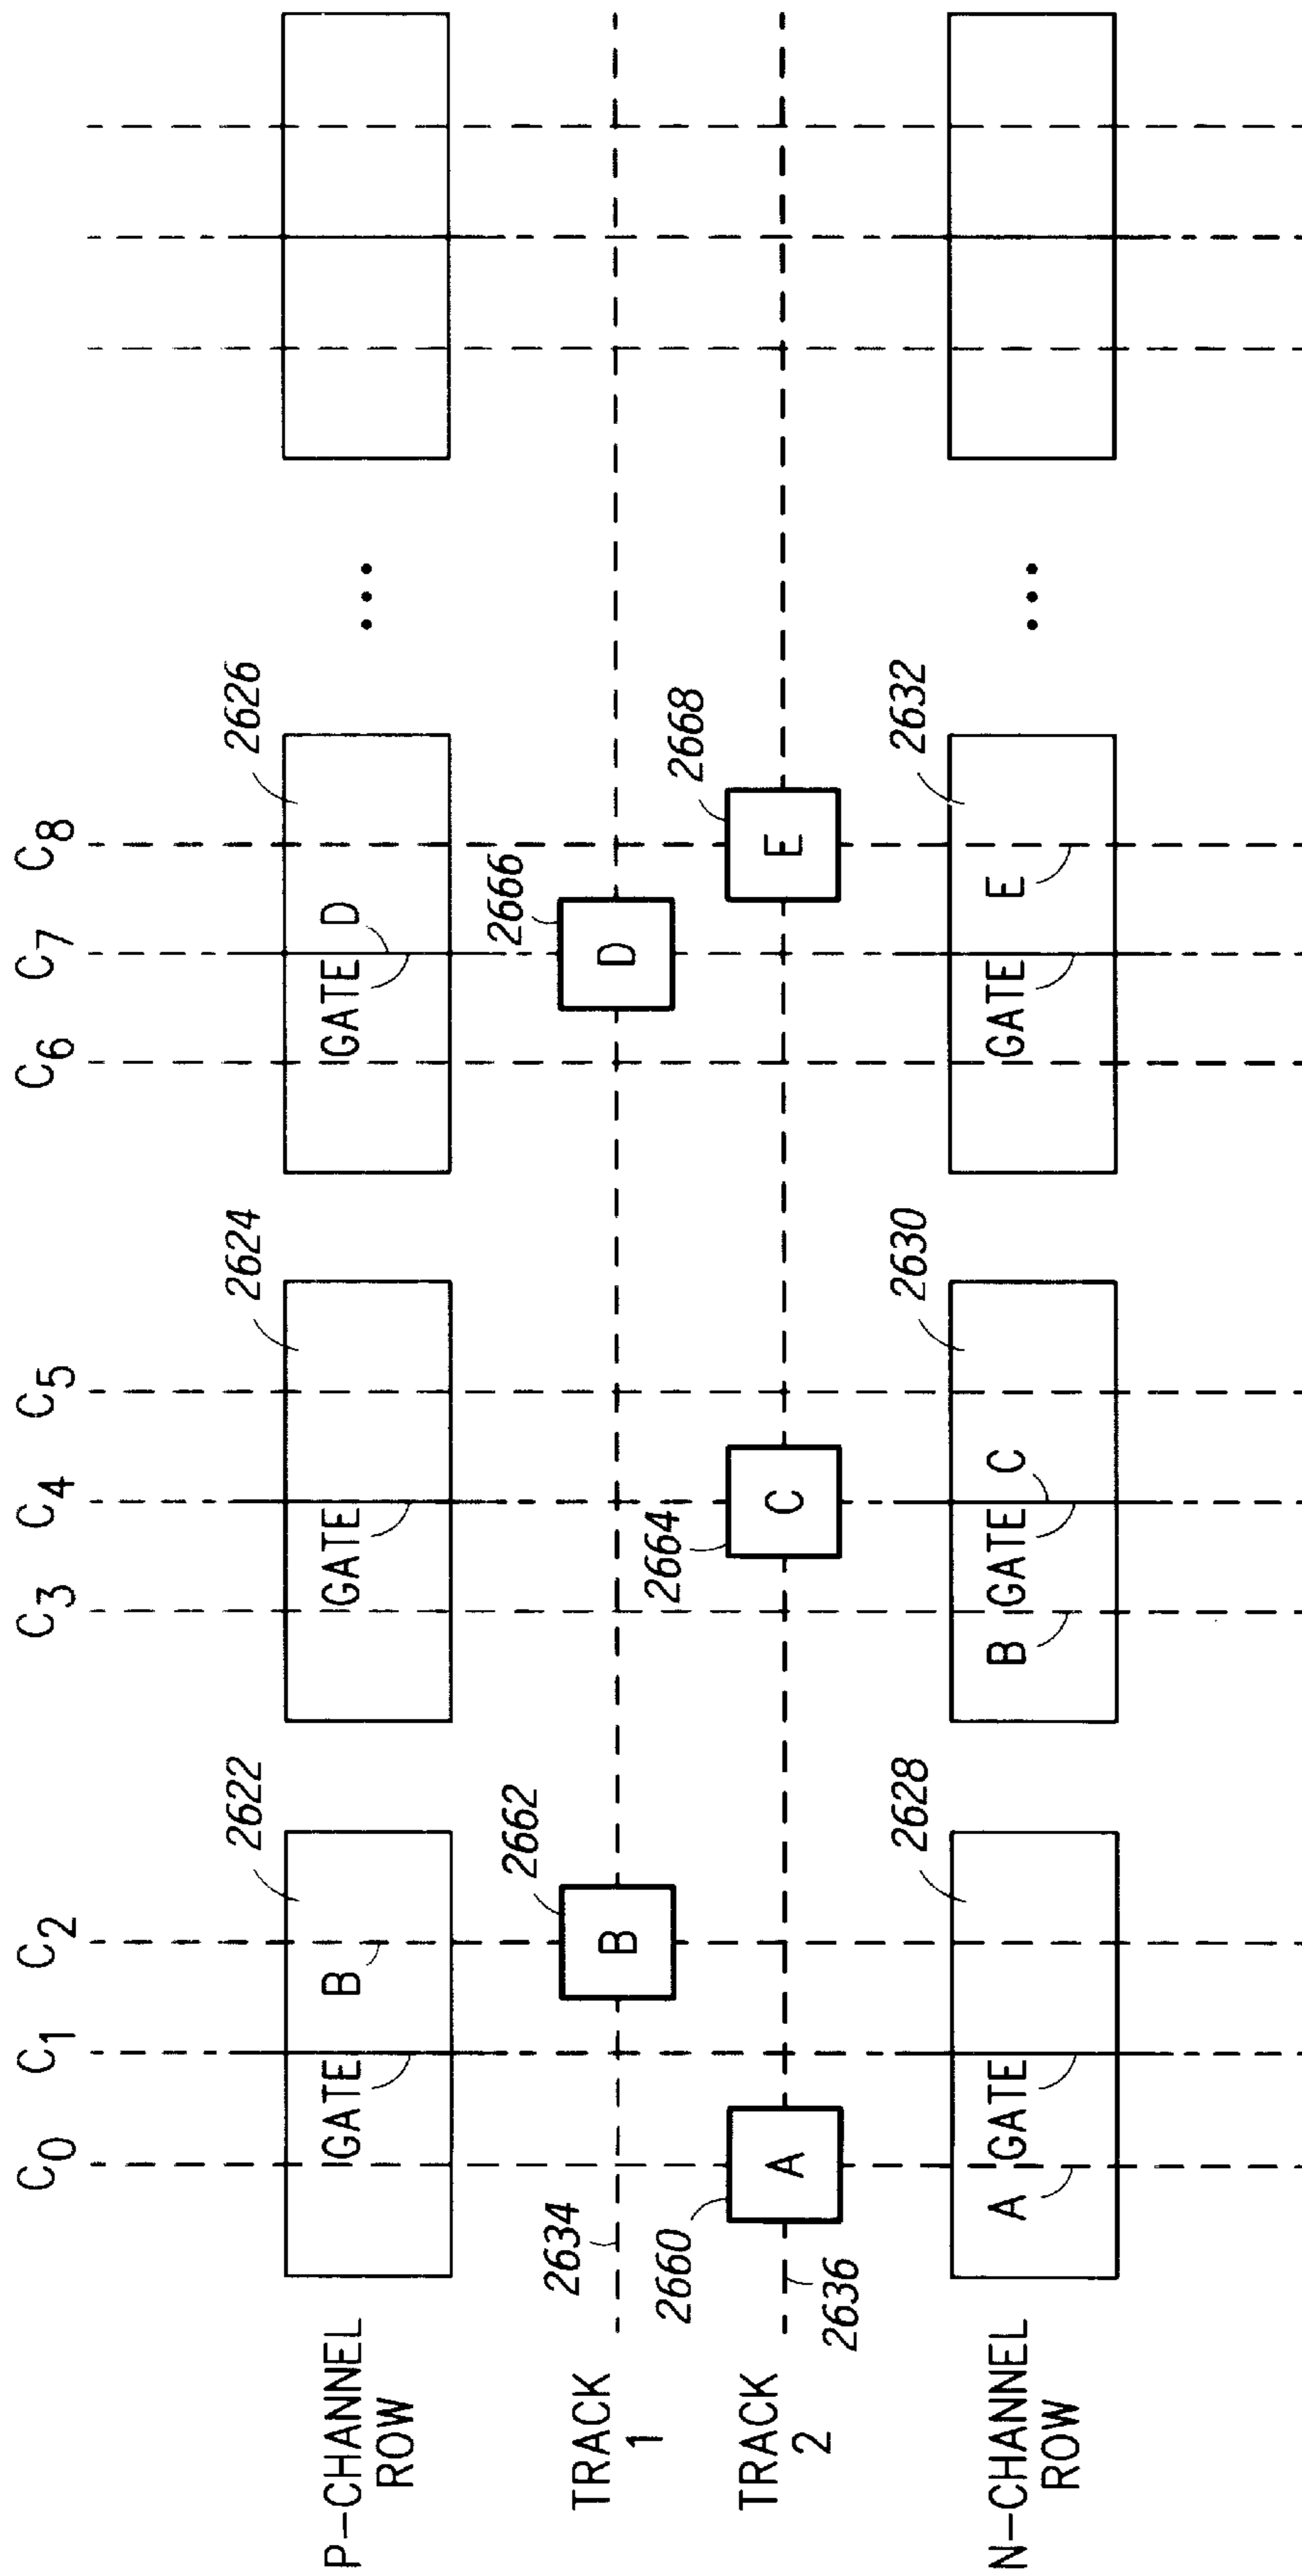 C0 C1 C2 C3 C4 C5 C6 C7 C8
2622 2624 2626
P-CHANNEL ROW
GATE B GATE GATE D
2634 2662 2666
TRACK 1
B D
2660 2664 2668
TRACK 2
A C E
2636
2628 2630 2632
N-CHANNEL ROW
A GATE B GATE C GATE E